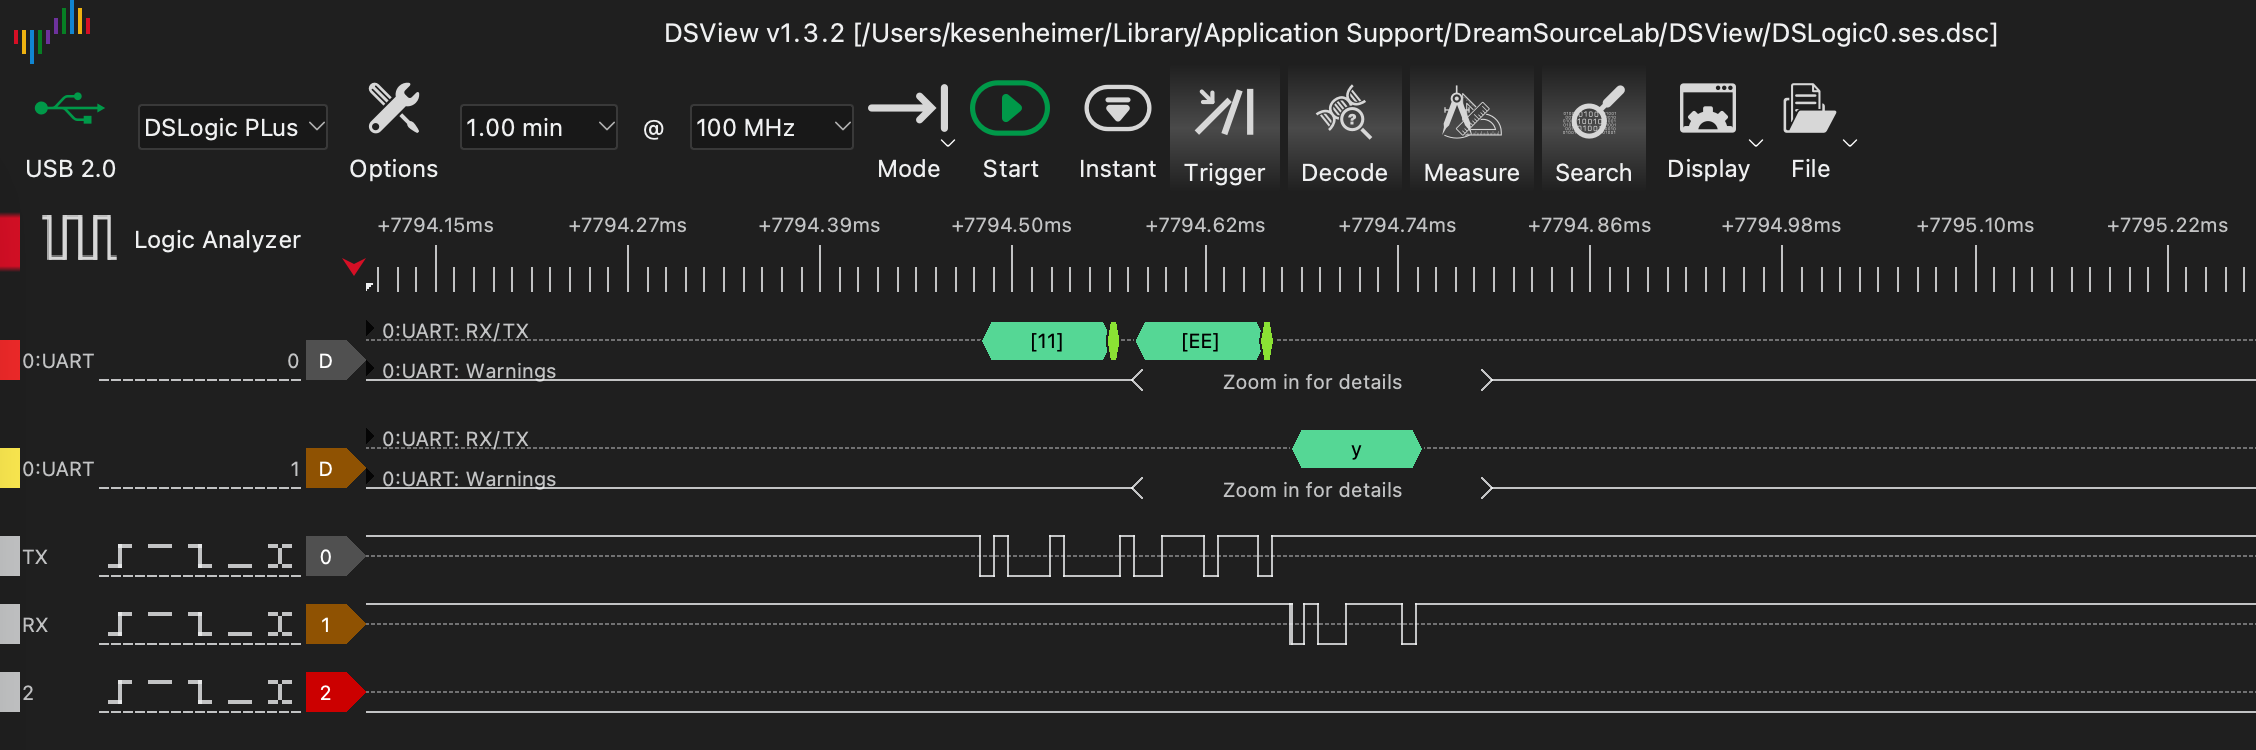 DSView v1.3.2 [/Users/kesenheimer/Library/Application Support/DreamSourceLab/DSView/DSLogic0.ses.dsc]
DSLogic PLus 1.00 min @ 100 MHz
USB 2.0 Options Mode Start Instant Trigger Decode Measure Search Display File
Logic Analyzer
+7794.15ms +7794.27ms +7794.39ms +7794.50ms +7794.62ms +7794.74ms +7794.86ms +7794.98ms +7795.10ms +7795.22ms
0:UART: RX/TX [11] [EE]
0:UART 0 D
0:UART: Warnings Zoom in for details
0:UART: RX/TX y
0:UART 1 D
0:UART: Warnings Zoom in for details
TX 0
RX 1
2 2